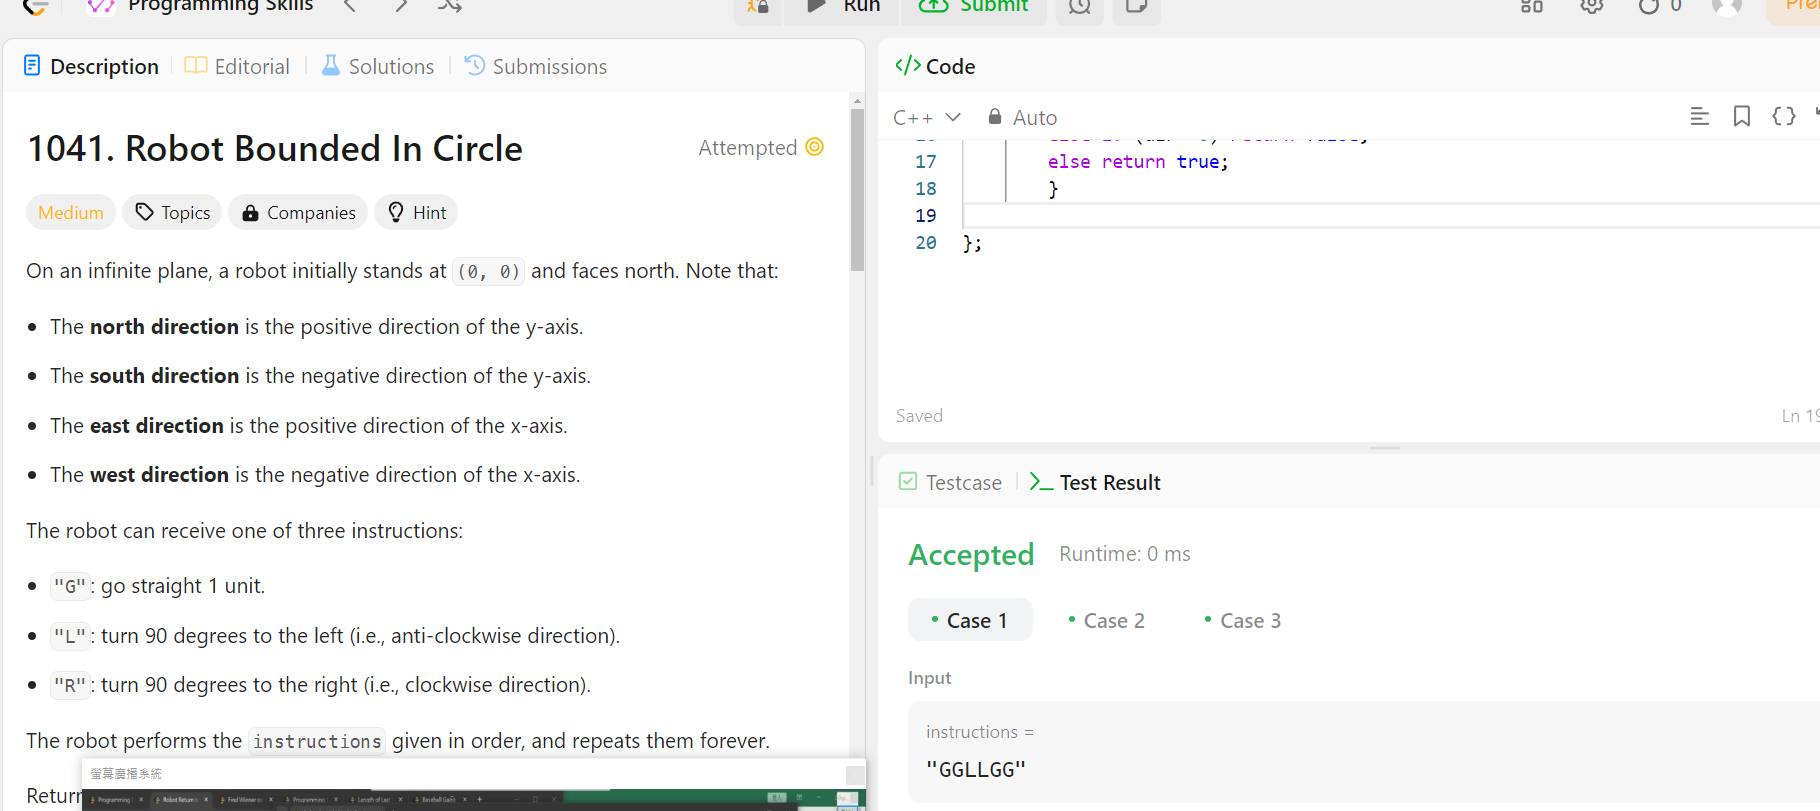 Programming Skills
Run
Submit
0
Description
Editorial
Solutions
Submissions
1041. Robot Bounded In Circle
Attempted
Medium
Topics
Companies
Hint
On an infinite plane, a robot initially stands at (0, 0) and faces north. Note that:
• The north direction is the positive direction of the y-axis.
• The south direction is the negative direction of the y-axis.
• The east direction is the positive direction of the x-axis.
• The west direction is the negative direction of the x-axis.
The robot can receive one of three instructions:
• "G": go straight 1 unit.
• "L": turn 90 degrees to the left (i.e., anti-clockwise direction).
• "R": turn 90 degrees to the right (i.e., clockwise direction).
The robot performs the instructions given in order, and repeats them forever.
Return
螢幕廣播系統
</> Code
C++
Auto
17 else return true;
18 }
19
20 };
Saved
Ln 19
Testcase
Test Result
Accepted
Runtime: 0 ms
• Case 1
• Case 2
• Case 3
Input
instructions =
"GGLLGG"